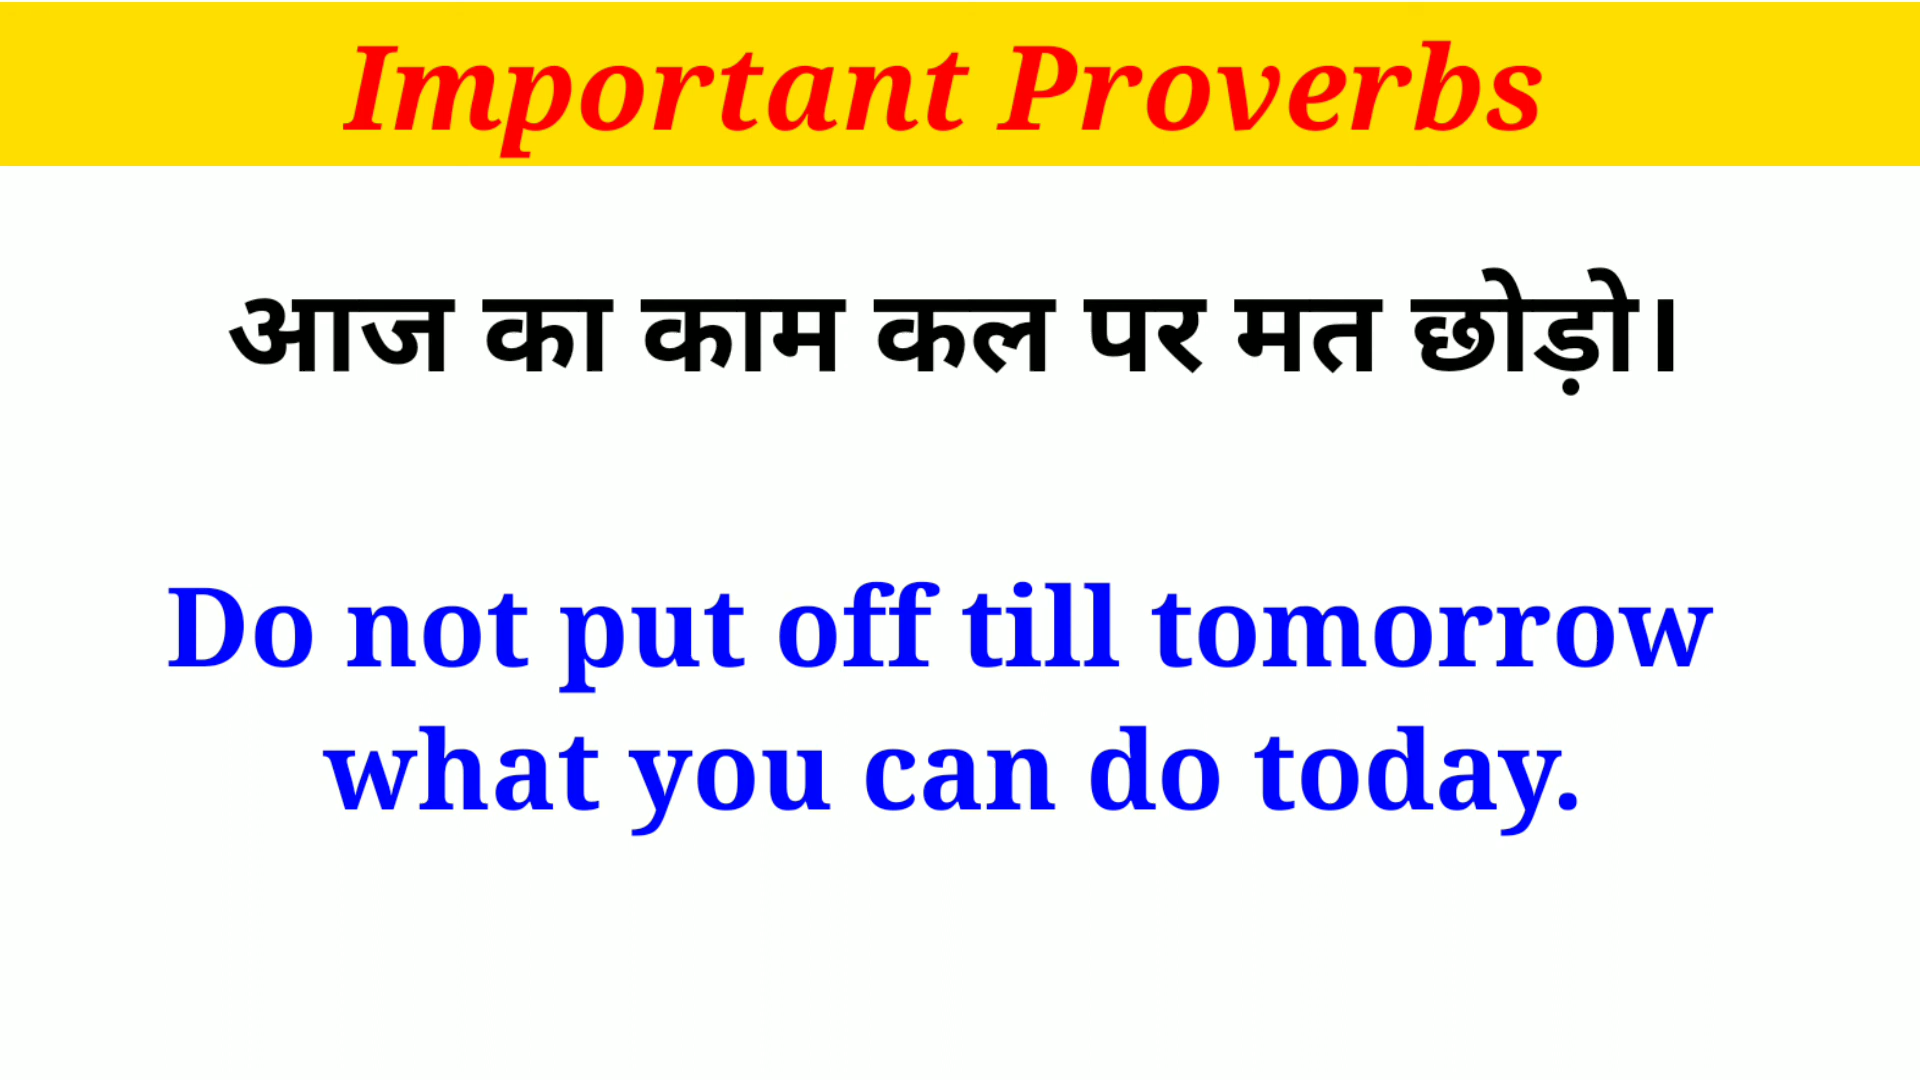 Important Proverbs
आज का काम कल पर मत छोड़ो।
Do not put off till tomorrow
what you can do today.